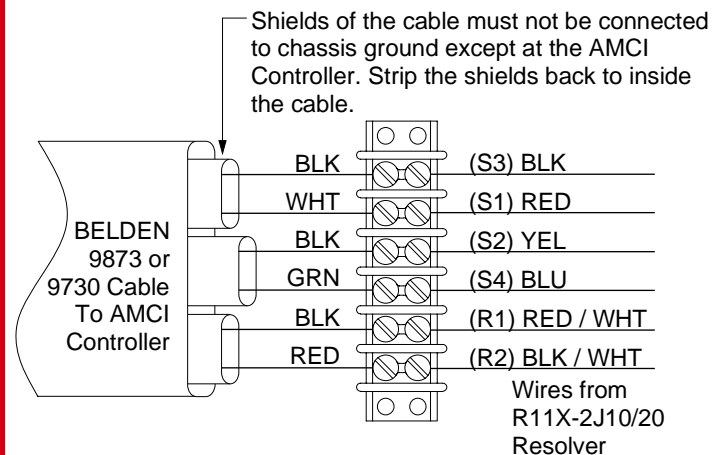 Shields of the cable must not be connected
to chassis ground except at the AMCI
Controller. Strip the shields back to inside
the cable.
BELDEN
9873 or
9730 Cable
To AMCI
Controller
BLK (S3) BLK
WHT (S1) RED
BLK (S2) YEL
GRN (S4) BLU
BLK (R1) RED / WHT
RED (R2) BLK / WHT
Wires from
R11X-2J10/20
Resolver